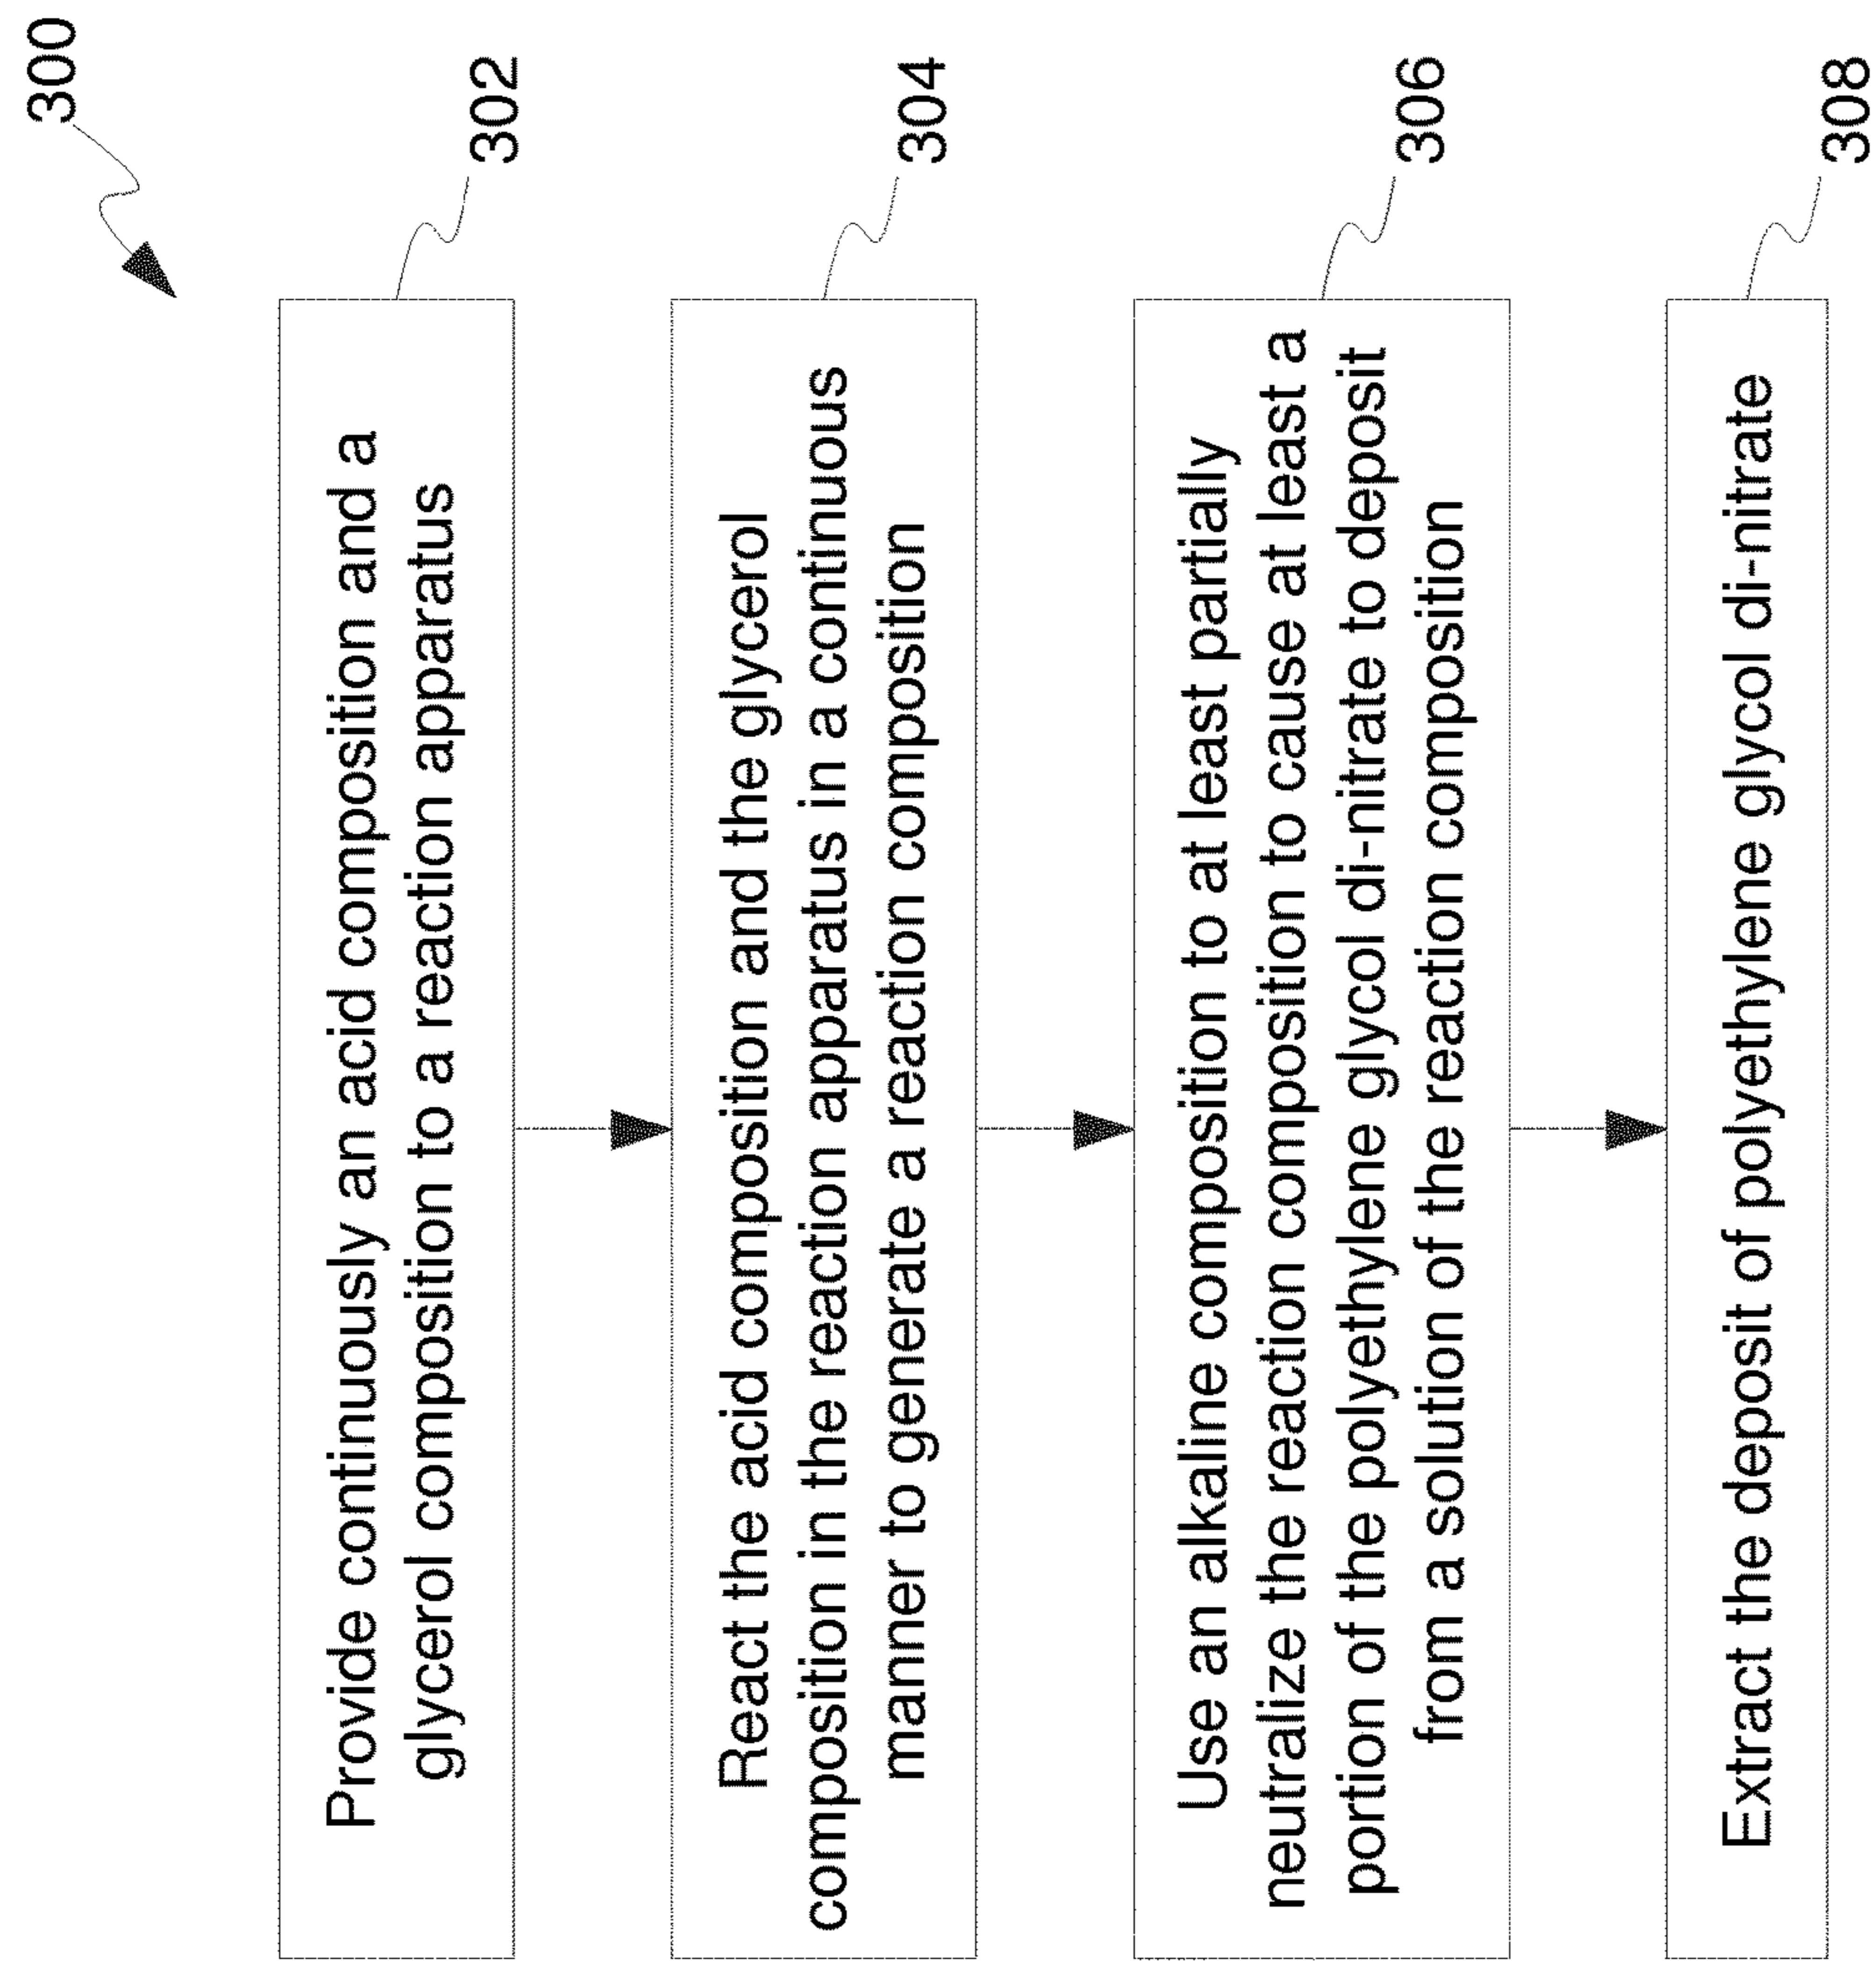 300
Provide continuously an acid composition and a
glycerol composition to a reaction apparatus
302
React the acid composition and the glycerol
composition in the reaction apparatus in a continuous
manner to generate a reaction composition
304
Use an alkaline composition to at least partially
neutralize the reaction composition to cause at least a
portion of the polyethylene glycol di-nitrate to deposit
from a solution of the reaction composition
306
Extract the deposit of polyethylene glycol di-nitrate
308